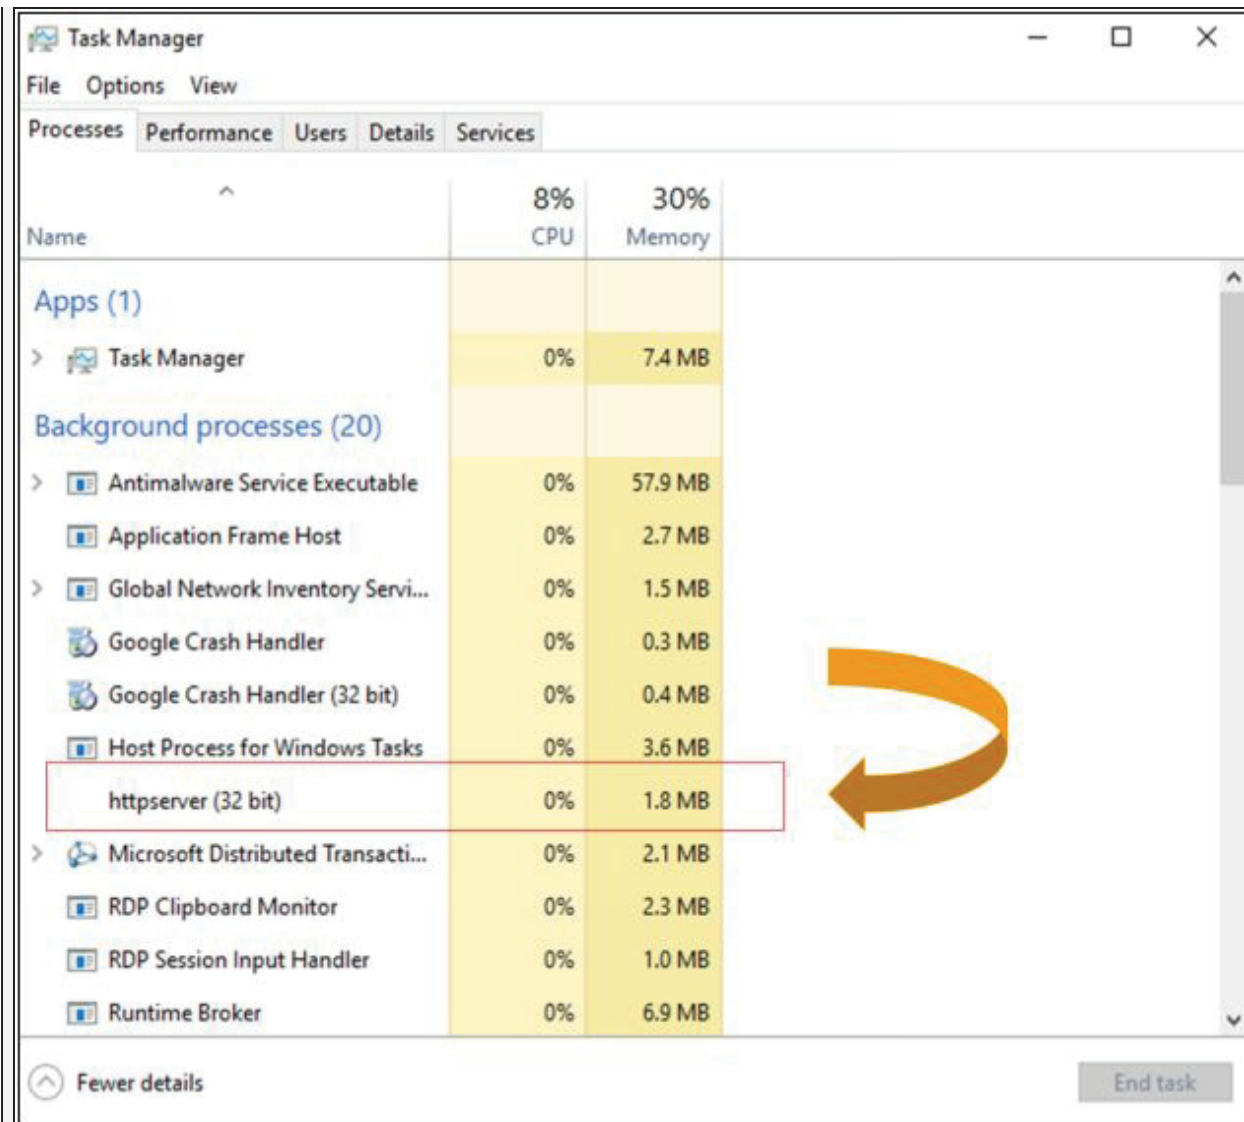 Task Manager
File Options View
Processes Performance Users Details Services
8% 30%
Name CPU Memory
Apps (1)
Task Manager 0% 7.4 MB
Background processes (20)
Antimalware Service Executable 0% 57.9 MB
Application Frame Host 0% 2.7 MB
Global Network Inventory Servi... 0% 1.5 MB
Google Crash Handler 0% 0.3 MB
Google Crash Handler (32 bit) 0% 0.4 MB
Host Process for Windows Tasks 0% 3.6 MB
httpserver (32 bit) 0% 1.8 MB
Microsoft Distributed Transacti... 0% 2.1 MB
RDP Clipboard Monitor 0% 2.3 MB
RDP Session Input Handler 0% 1.0 MB
Runtime Broker 0% 6.9 MB
Fewer details End task